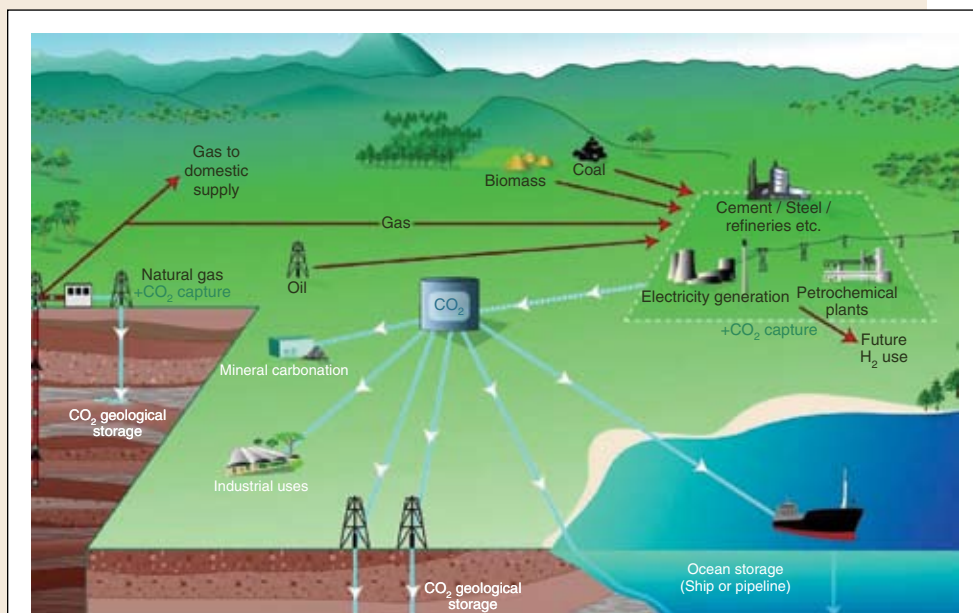 Gas to
domestic
supply
Coal
Biomass
Cement / Steel /
refineries etc.
Gas
Natural gas
+CO₂ capture
Oil
CO₂
Electricity generation
Petrochemical
plants
+CO₂ capture
Future
H₂ use
Mineral carbonation
CO₂ geological
storage
Industrial uses
Ocean storage
(Ship or pipeline)
CO₂ geological
storage